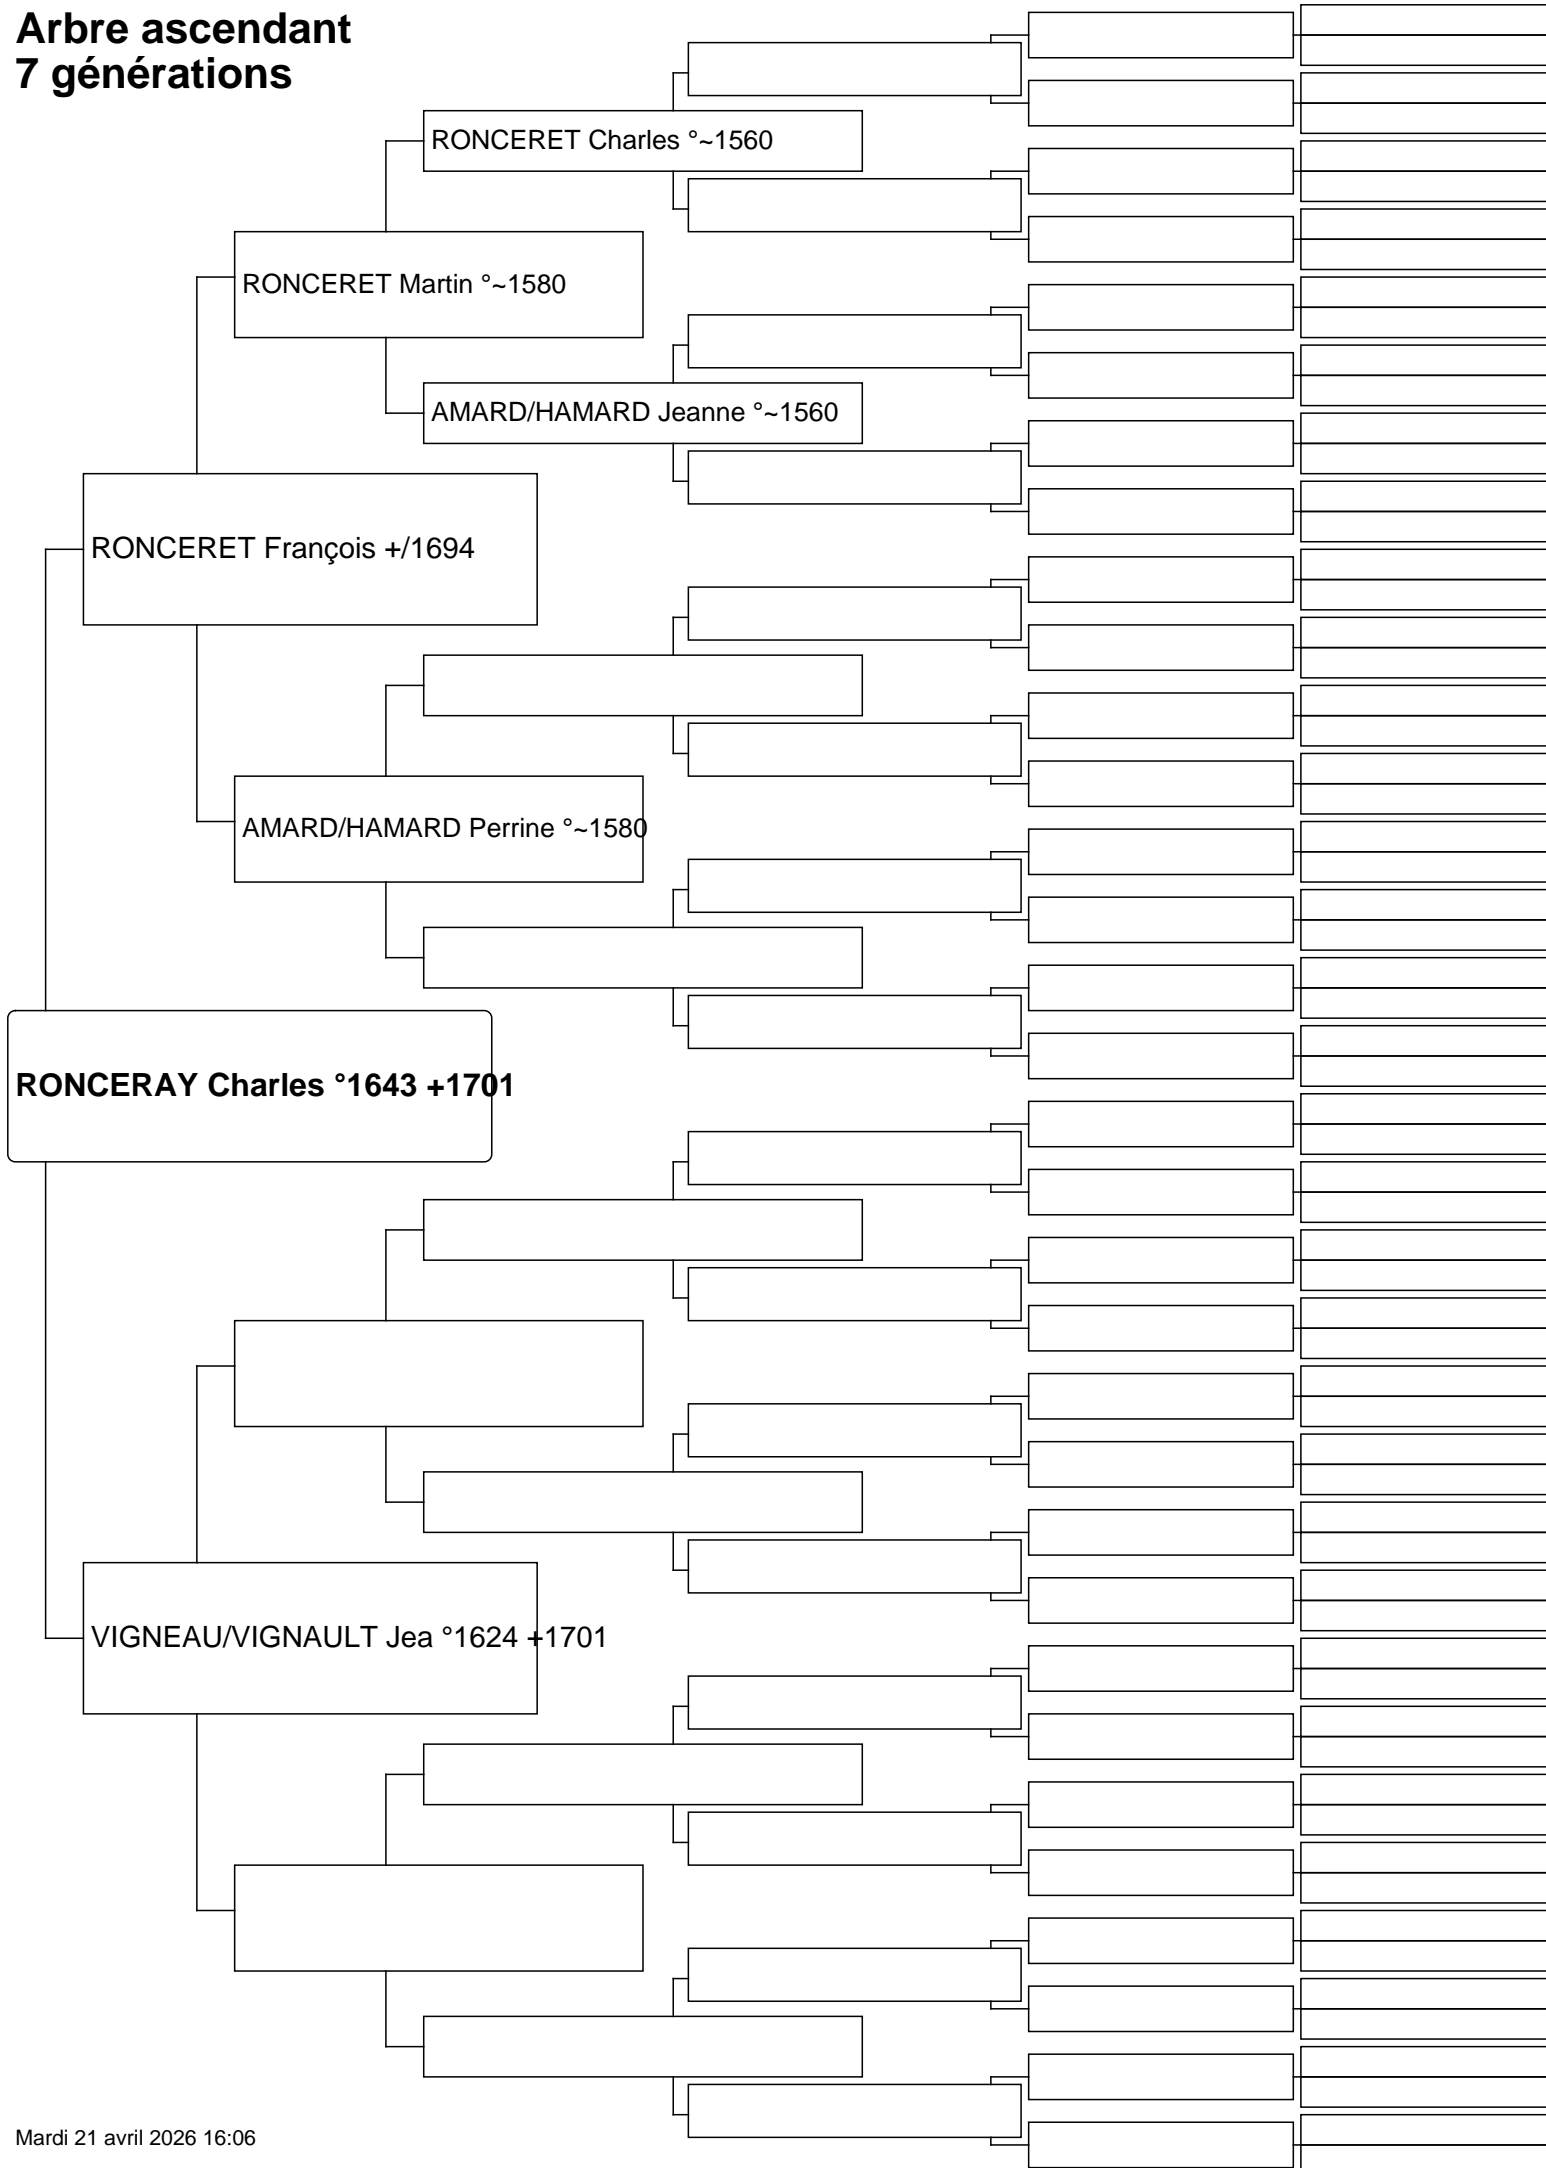 Arbre ascendant
7 générations
RONCERET Charles °~1560
RONCERET Martin °~1580
AMARD/HAMARD Jeanne °~1560
RONCERET François +/1694
AMARD/HAMARD Perrine °~1580
RONCERAY Charles °1643 +1701
VIGNEAU/VIGNAULT Jea °1624 +1701
Mardi 21 avril 2026 16:06